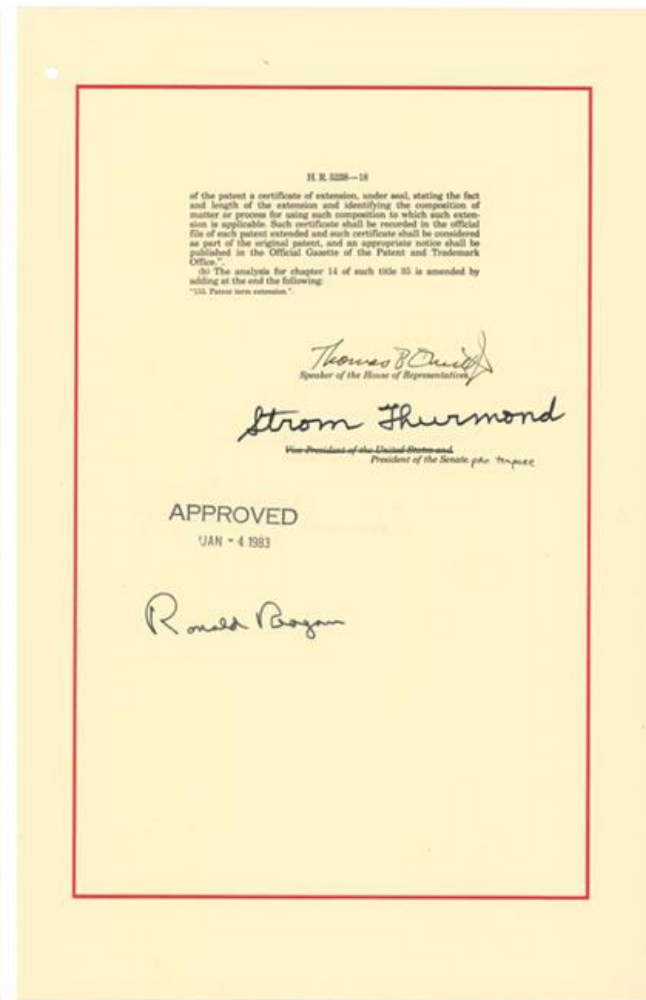 H. R. 5238—18
of the patent a certificate of extension, under seal, stating the fact
and length of the extension and identifying the composition of
matter or process for using such composition to which such exten-
sion is applicable. Such certificate shall be recorded in the official
file of each patent extended and such certificate shall be considered
as part of the original patent, and an appropriate notice shall be
published in the Official Gazette of the Patent and Trademark
Office.".
(b) The analysis for chapter 14 of such title 35 is amended by
adding at the end the following:
"155. Patent term extension.".
Thomas P O'Neill Jr
Speaker of the House of Representatives.
Strom Thurmond
Vice President of the United States and
President of the Senate pro tempore
APPROVED
JAN - 4 1983
Ronald Reagan